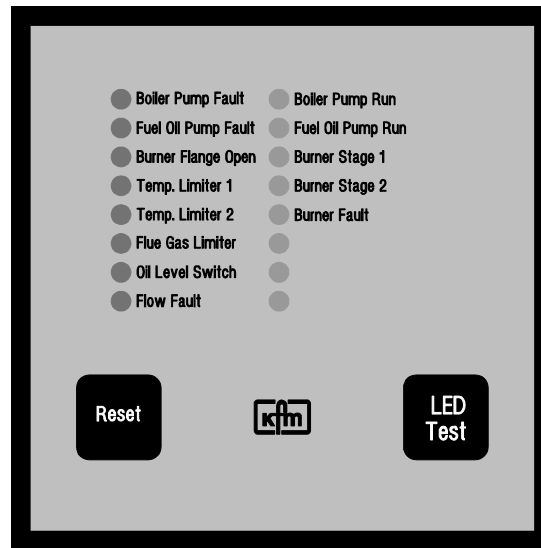 Boiler Pump Fault
Fuel Oil Pump Fault
Burner Flange Open
Temp. Limiter 1
Temp. Limiter 2
Flue Gas Limiter
Oil Level Switch
Flow Fault
Boiler Pump Run
Fuel Oil Pump Run
Burner Stage 1
Burner Stage 2
Burner Fault
Reset
kfm
LED
Test